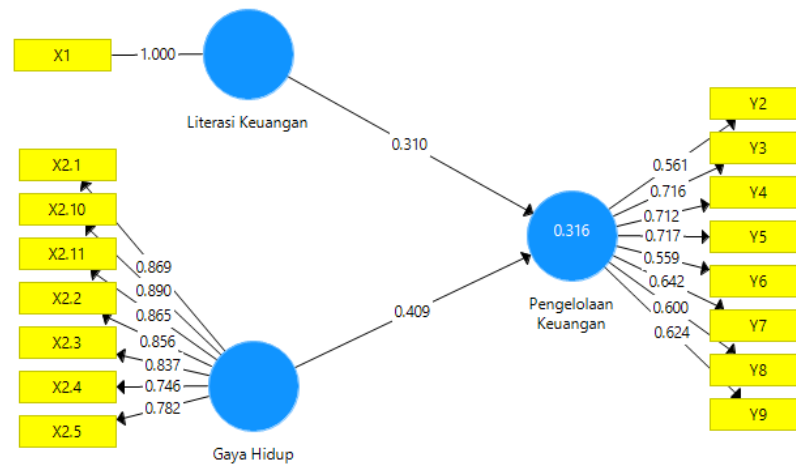 X1
1.000
Literasi Keuangan
0.310
X2.1
X2.10
X2.11
X2.2
X2.3
X2.4
X2.5
0.869
0.890
0.865
0.856
0.837
0.746
0.782
Gaya Hidup
0.409
0.316
Pengelolaan
Keuangan
0.561
0.716
0.712
0.717
0.559
0.642
0.600
0.624
Y2
Y3
Y4
Y5
Y6
Y7
Y8
Y9